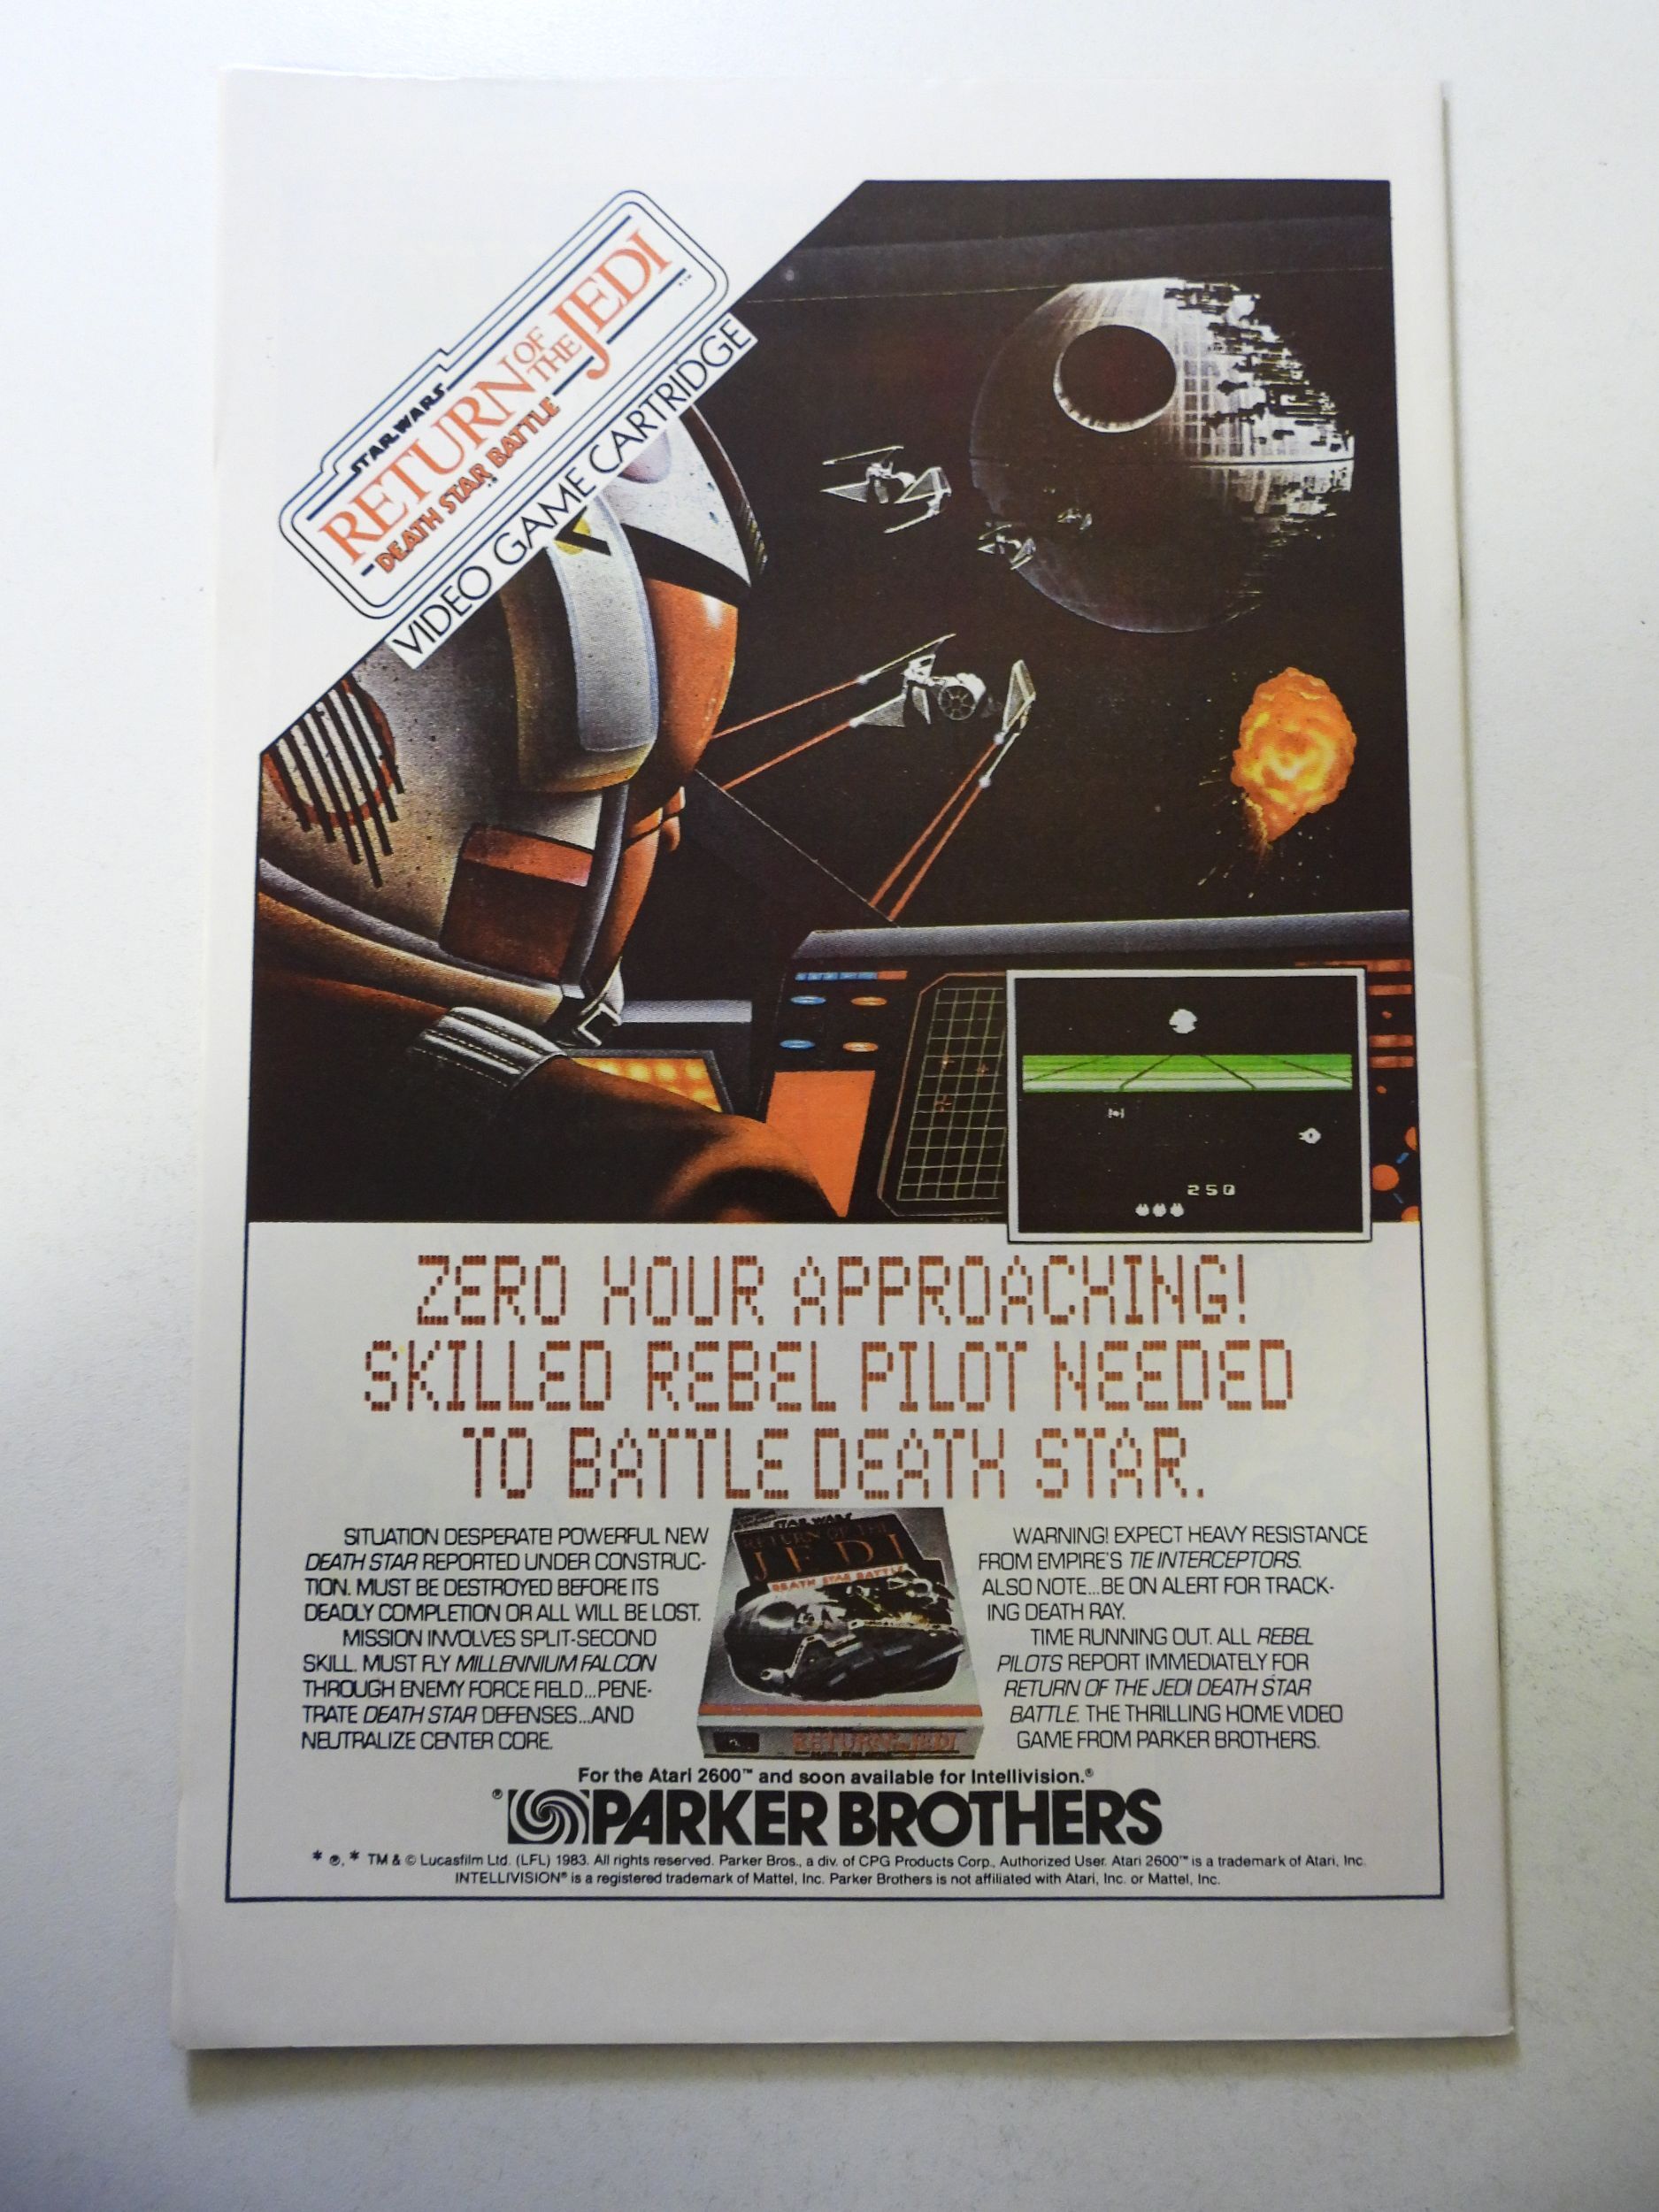 STAR WARS
RETURN OF THE JEDI™
DEATH STAR BATTLE
VIDEO GAME CARTRIDGE
250
ZERO HOUR APPROACHING!
SKILLED REBEL PILOT NEEDED
TO BATTLE DEATH STAR.
SITUATION DESPERATE! POWERFUL NEW
DEATH STAR REPORTED UNDER CONSTRUC-
TION. MUST BE DESTROYED BEFORE ITS
DEADLY COMPLETION OR ALL WILL BE LOST.
MISSION INVOLVES SPLIT-SECOND
SKILL. MUST FLY MILLENNIUM FALCON
THROUGH ENEMY FORCE FIELD...PENE-
TRATE DEATH STAR DEFENSES...AND
NEUTRALIZE CENTER CORE.
STAR WARS
RETURN OF THE
JEDI
DEATH STAR BATTLE
RETURN OF THE JEDI
DEATH STAR BATTLE
WARNING! EXPECT HEAVY RESISTANCE
FROM EMPIRE'S TIE INTERCEPTORS.
ALSO NOTE...BE ON ALERT FOR TRACK-
ING DEATH RAY.
TIME RUNNING OUT. ALL REBEL
PILOTS REPORT IMMEDIATELY FOR
RETURN OF THE JEDI DEATH STAR
BATTLE. THE THRILLING HOME VIDEO
GAME FROM PARKER BROTHERS.
For the Atari 2600™ and soon available for Intellivision.®
® PARKER BROTHERS
* ®, * TM & © Lucasfilm Ltd. (LFL) 1983. All rights reserved. Parker Bros., a div. of CPG Products Corp., Authorized User. Atari 2600™ is a trademark of Atari, Inc.
INTELLIVISION® is a registered trademark of Mattel, Inc. Parker Brothers is not affiliated with Atari, Inc. or Mattel, Inc.